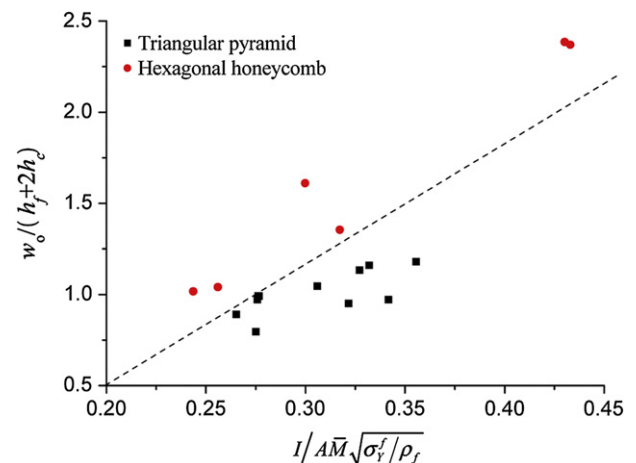 2.5
Triangular pyramid
Hexagonal honeycomb
2.0
1.5
1.0
0.5
w_o/(h_f+2h_c)
0.20 0.25 0.30 0.35 0.40 0.45
I/AM̄√(σ_Y^f/ρ_f)